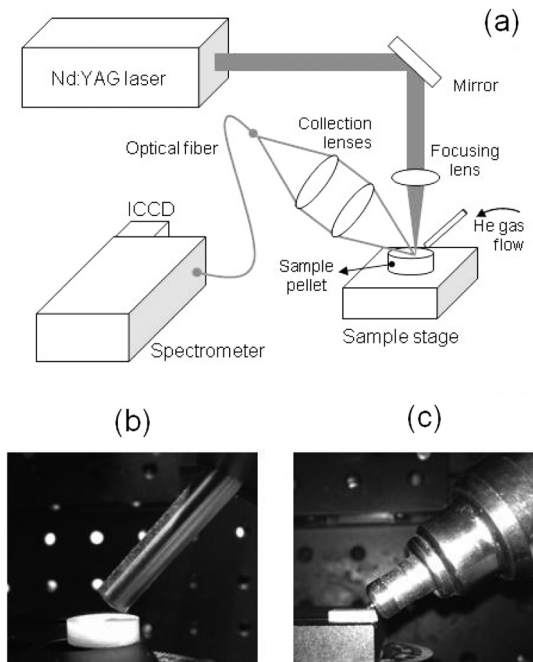 (a)
Nd:YAG laser
Mirror
Collection
lenses
Optical fiber
Focusing
lens
ICCD
He gas
flow
Sample
pellet
Spectrometer
Sample stage
(b)
(c)